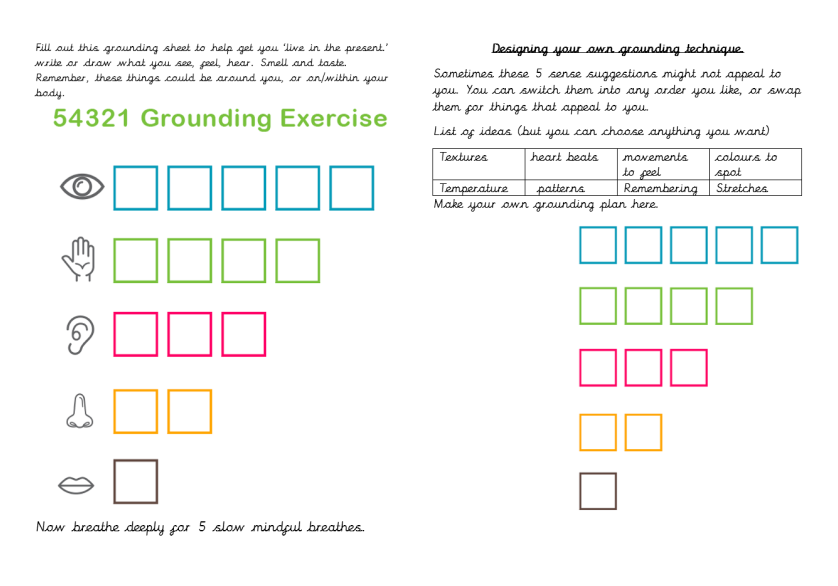 Fill out this grounding sheet to help get you 'live in the present.'
write or draw what you see, feel, hear. Smell and taste.
Remember, these things could be around you, or on/within your
body.
54321 Grounding Exercise
Now breathe deeply for 5 slow mindful breathes.
Designing your own grounding technique.
Sometimes these 5 sense suggestions might not appeal to
you. You can switch them into any order you like, or swap
them for things that appeal to you.
List of ideas (but you can choose anything you want)
Textures heart beats movements to feel colours to spot
Temperature patterns Remembering Stretches
Make your own grounding plan here.